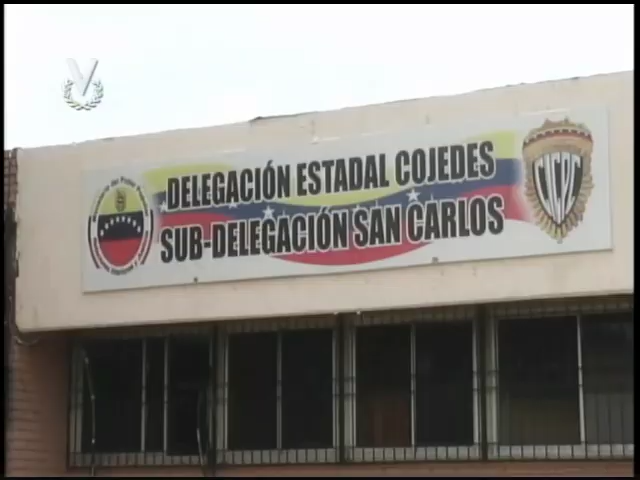 V
DELEGACIÓN ESTADAL COJEDES
SUB-DELEGACIÓN SAN CARLOS
CICPC